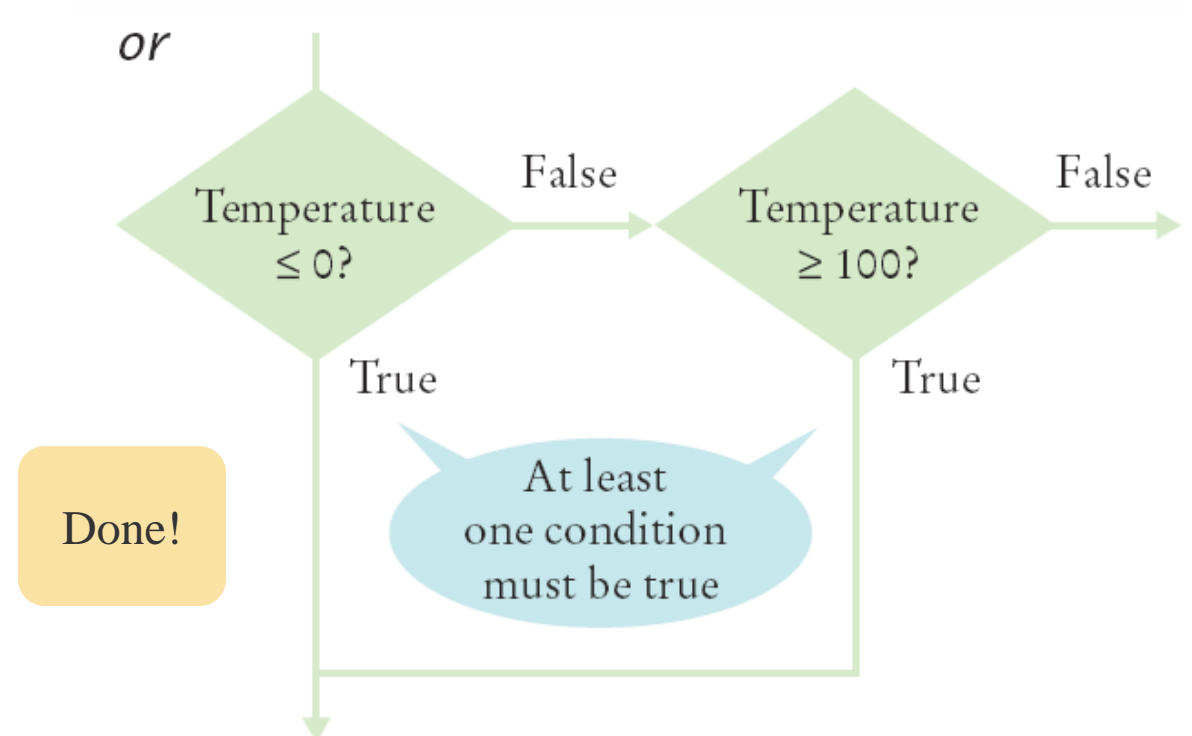 or
Temperature
≤ 0?
False
Temperature
≥ 100?
False
True
True
At least
one condition
must be true
Done!